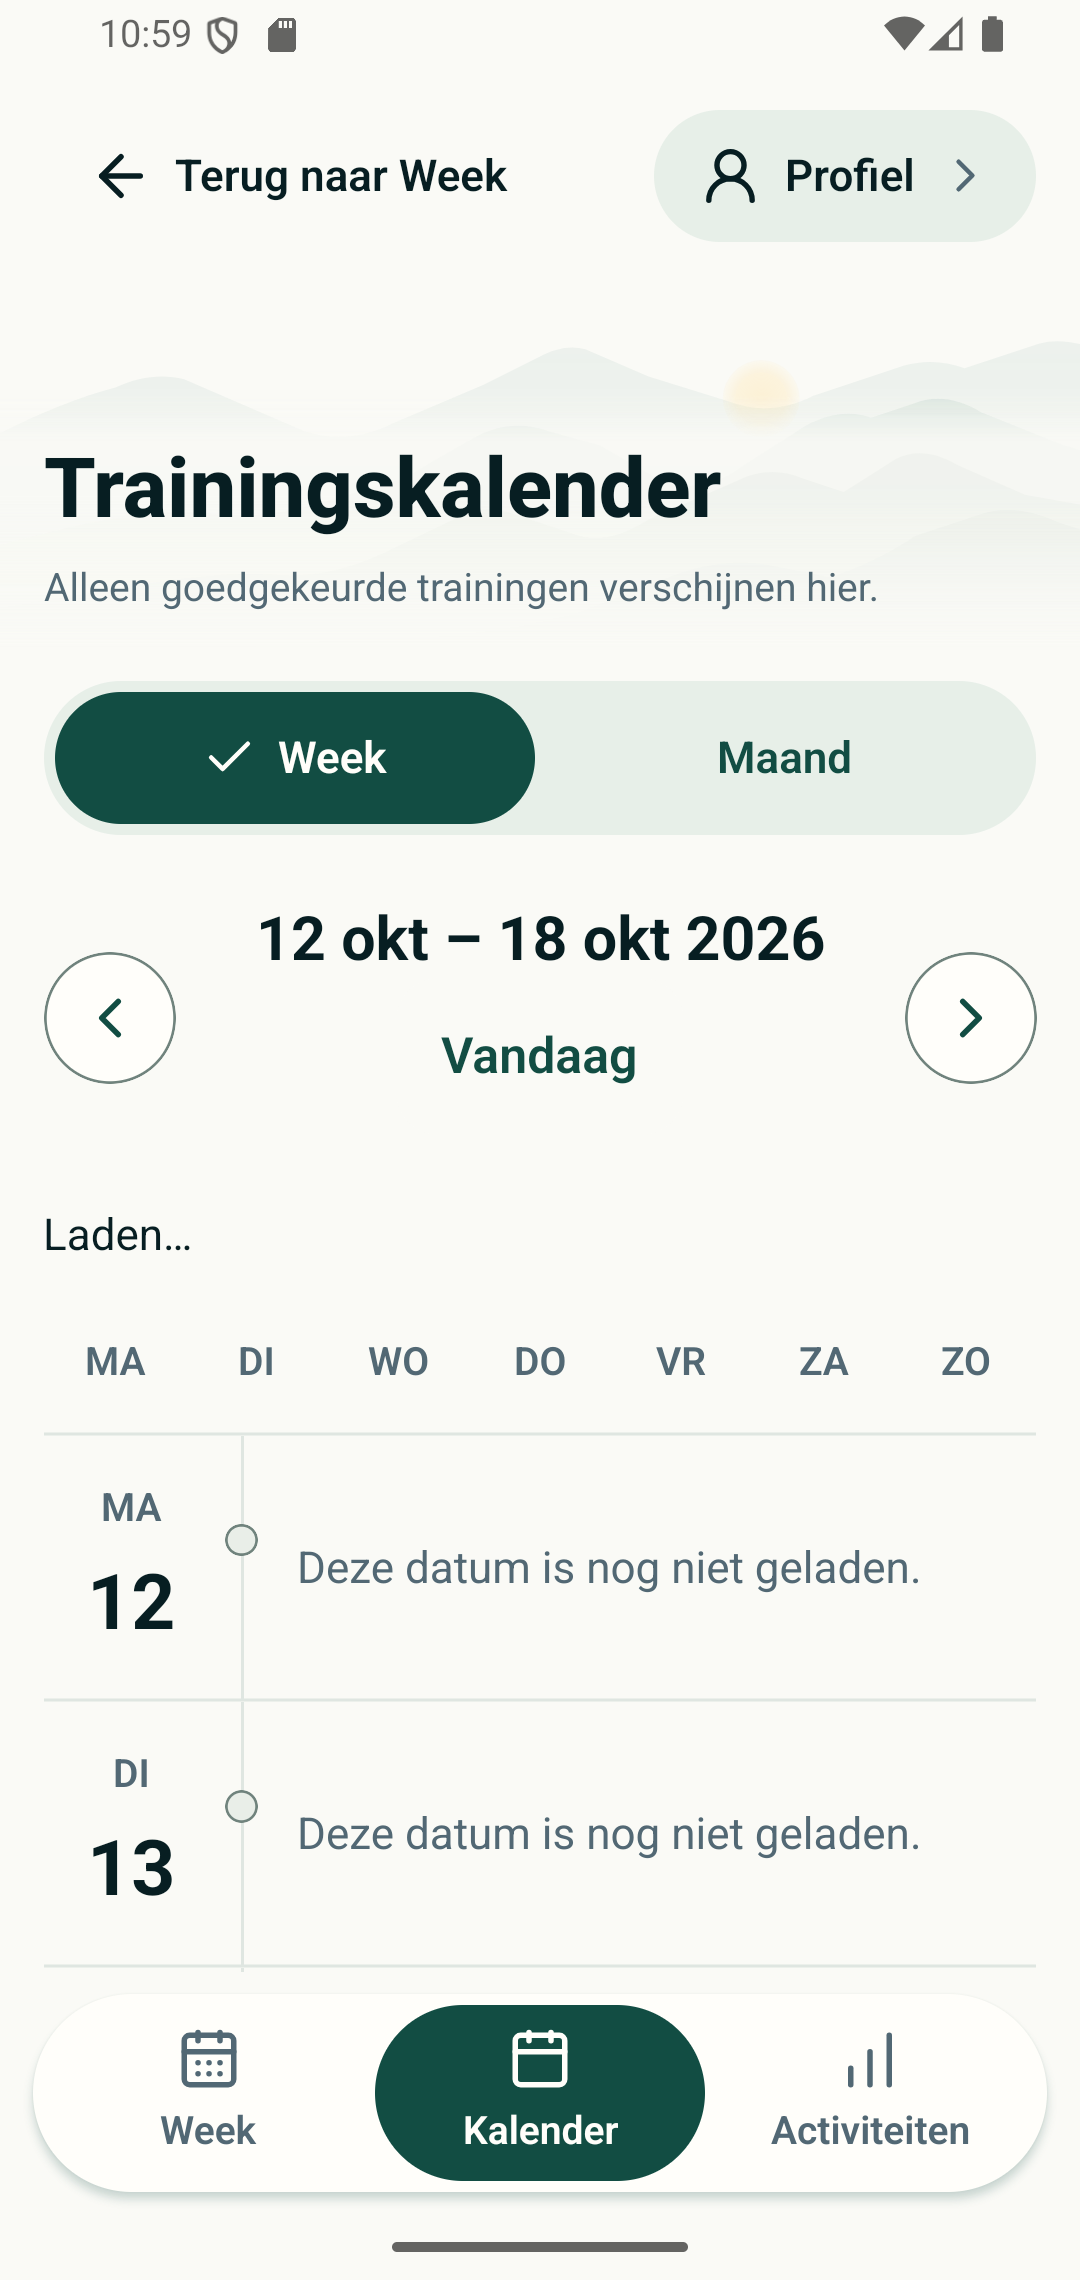 10:59
Terug naar Week
Profiel
Trainingskalender
Alleen goedgekeurde trainingen verschijnen hier.
Week
Maand
12 okt – 18 okt 2026
Vandaag
Laden…
MA DI WO DO VR ZA ZO
MA
12
Deze datum is nog niet geladen.
DI
13
Deze datum is nog niet geladen.
Week
Kalender
Activiteiten